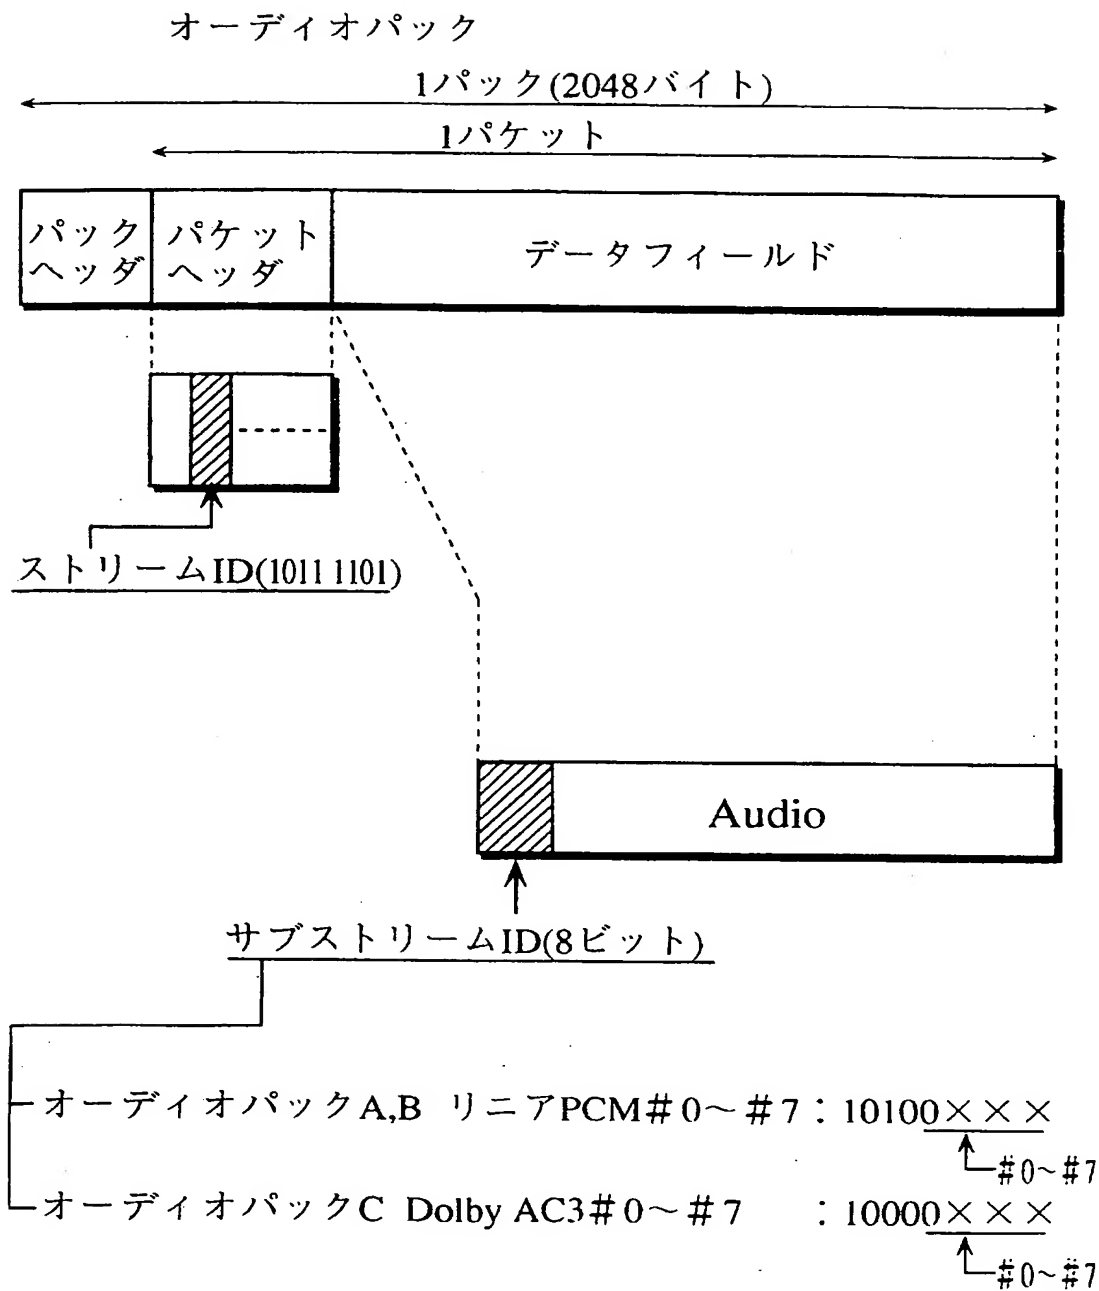 オーディオパック
1パック(2048バイト)
1パケット
パック
ヘッダ
パケット
ヘッダ
データフィールド
ストリームID(1011 1101)
Audio
サブストリームID(8ビット)
オーディオパックA,B リニアPCM#0～#7：10100×××
#0～#7
オーディオパックC Dolby AC3#0～#7 ：10000×××
#0～#7